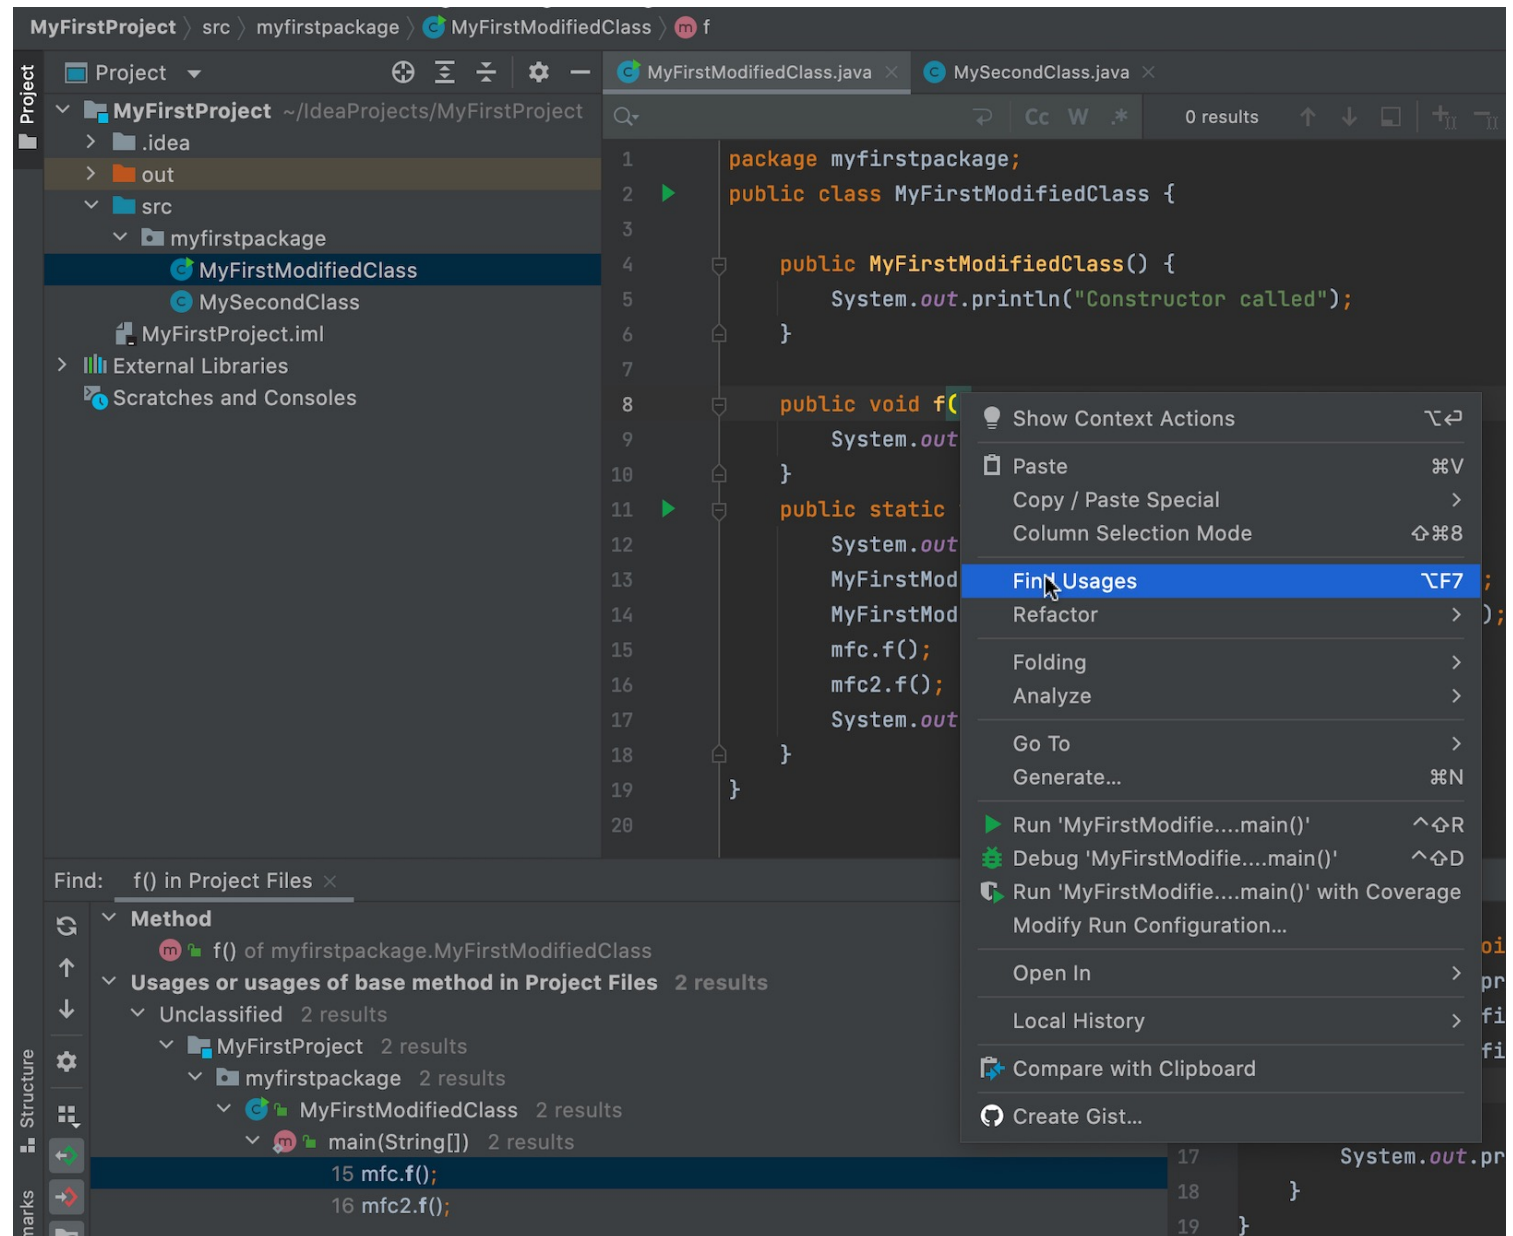 MyFirstProject src myfirstpackage MyFirstModifiedClass m f
Project
Project
MyFirstProject ~/IdeaProjects/MyFirstProject
.idea
out
src
myfirstpackage
MyFirstModifiedClass
MySecondClass
MyFirstProject.iml
External Libraries
Scratches and Consoles
MyFirstModifiedClass.java
MySecondClass.java
Cc W .* 0 results
1 package myfirstpackage;
2 public class MyFirstModifiedClass {
3
4 public MyFirstModifiedClass() {
5 System.out.println("Constructor called");
6 }
7
8 public void f(
9 System.out
10 }
11 public static
12 System.out
13 MyFirstMod ;
14 MyFirstMod );
15 mfc.f();
16 mfc2.f();
17 System.out
18 }
19 }
20
Show Context Actions ⌥⏎
Paste ⌘V
Copy / Paste Special
Column Selection Mode ⇧⌘8
Find Usages ⌥F7
Refactor
Folding
Analyze
Go To
Generate... ⌘N
Run 'MyFirstModifie....main()' ^⇧R
Debug 'MyFirstModifie....main()' ^⇧D
Run 'MyFirstModifie....main()' with Coverage
Modify Run Configuration...
Open In
Local History
Compare with Clipboard
Create Gist...
Find: f() in Project Files
Method
m f() of myfirstpackage.MyFirstModifiedClass
Usages or usages of base method in Project Files 2 results
Unclassified 2 results
MyFirstProject 2 results
myfirstpackage 2 results
MyFirstModifiedClass 2 results
m main(String[]) 2 results
15 mfc.f();
16 mfc2.f();
Structure
marks
oi
pr
fi
fi
17 System.out.pr
18 }
19 }